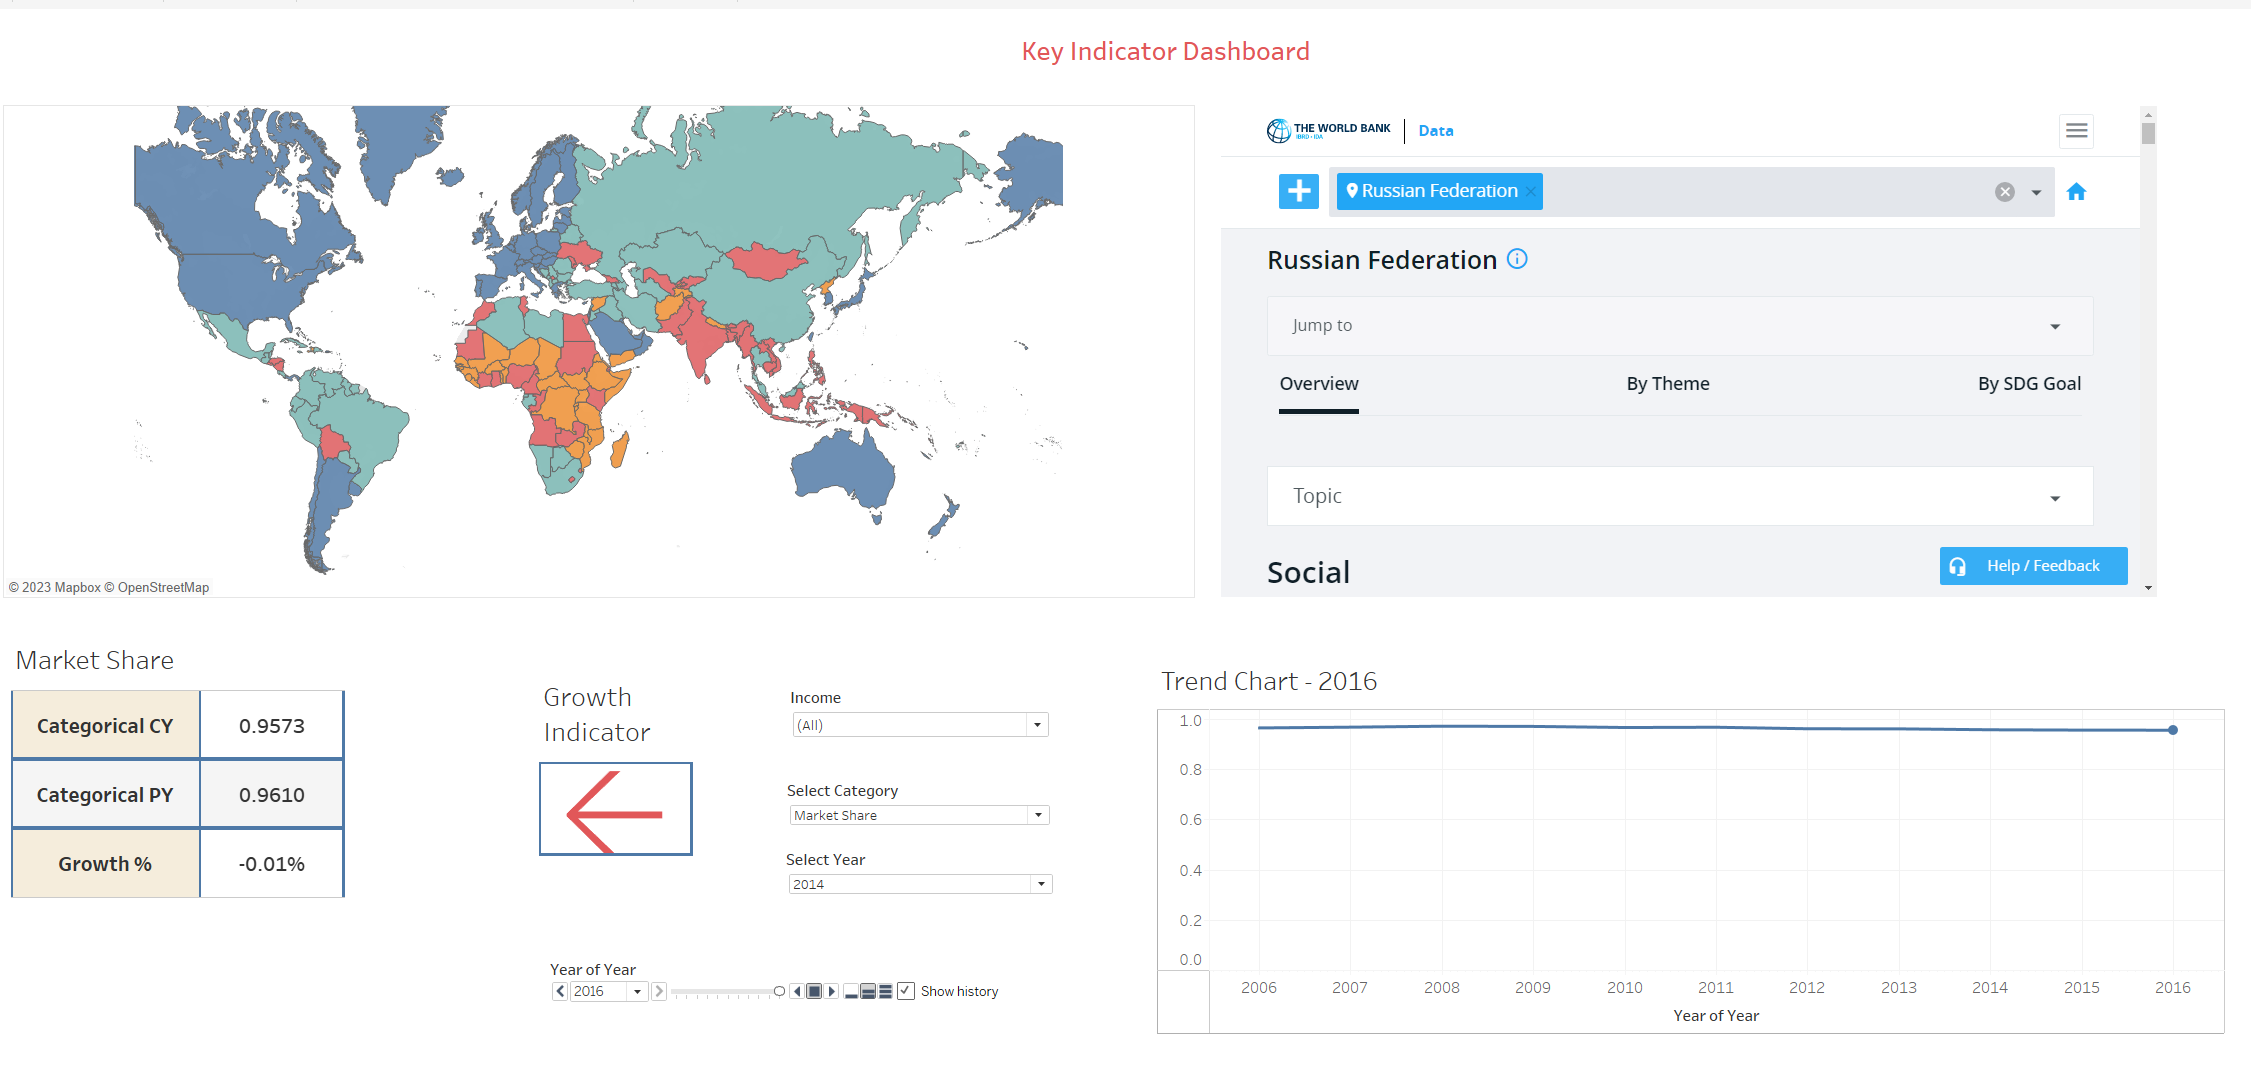 Key Indicator Dashboard
© 2023 Mapbox © OpenStreetMap
THE WORLD BANK
IBRD • IDA
Data
Russian Federation
Russian Federation
Jump to
Overview
By Theme
By SDG Goal
Topic
Social
Help / Feedback
Market Share
Categorical CY 0.9573
Categorical PY 0.9610
Growth % -0.01%
Growth
Indicator
Income
(All)
Select Category
Market Share
Select Year
2014
Year of Year
2016
Show history
Trend Chart - 2016
1.0
0.8
0.6
0.4
0.2
0.0
2006 2007 2008 2009 2010 2011 2012 2013 2014 2015 2016
Year of Year